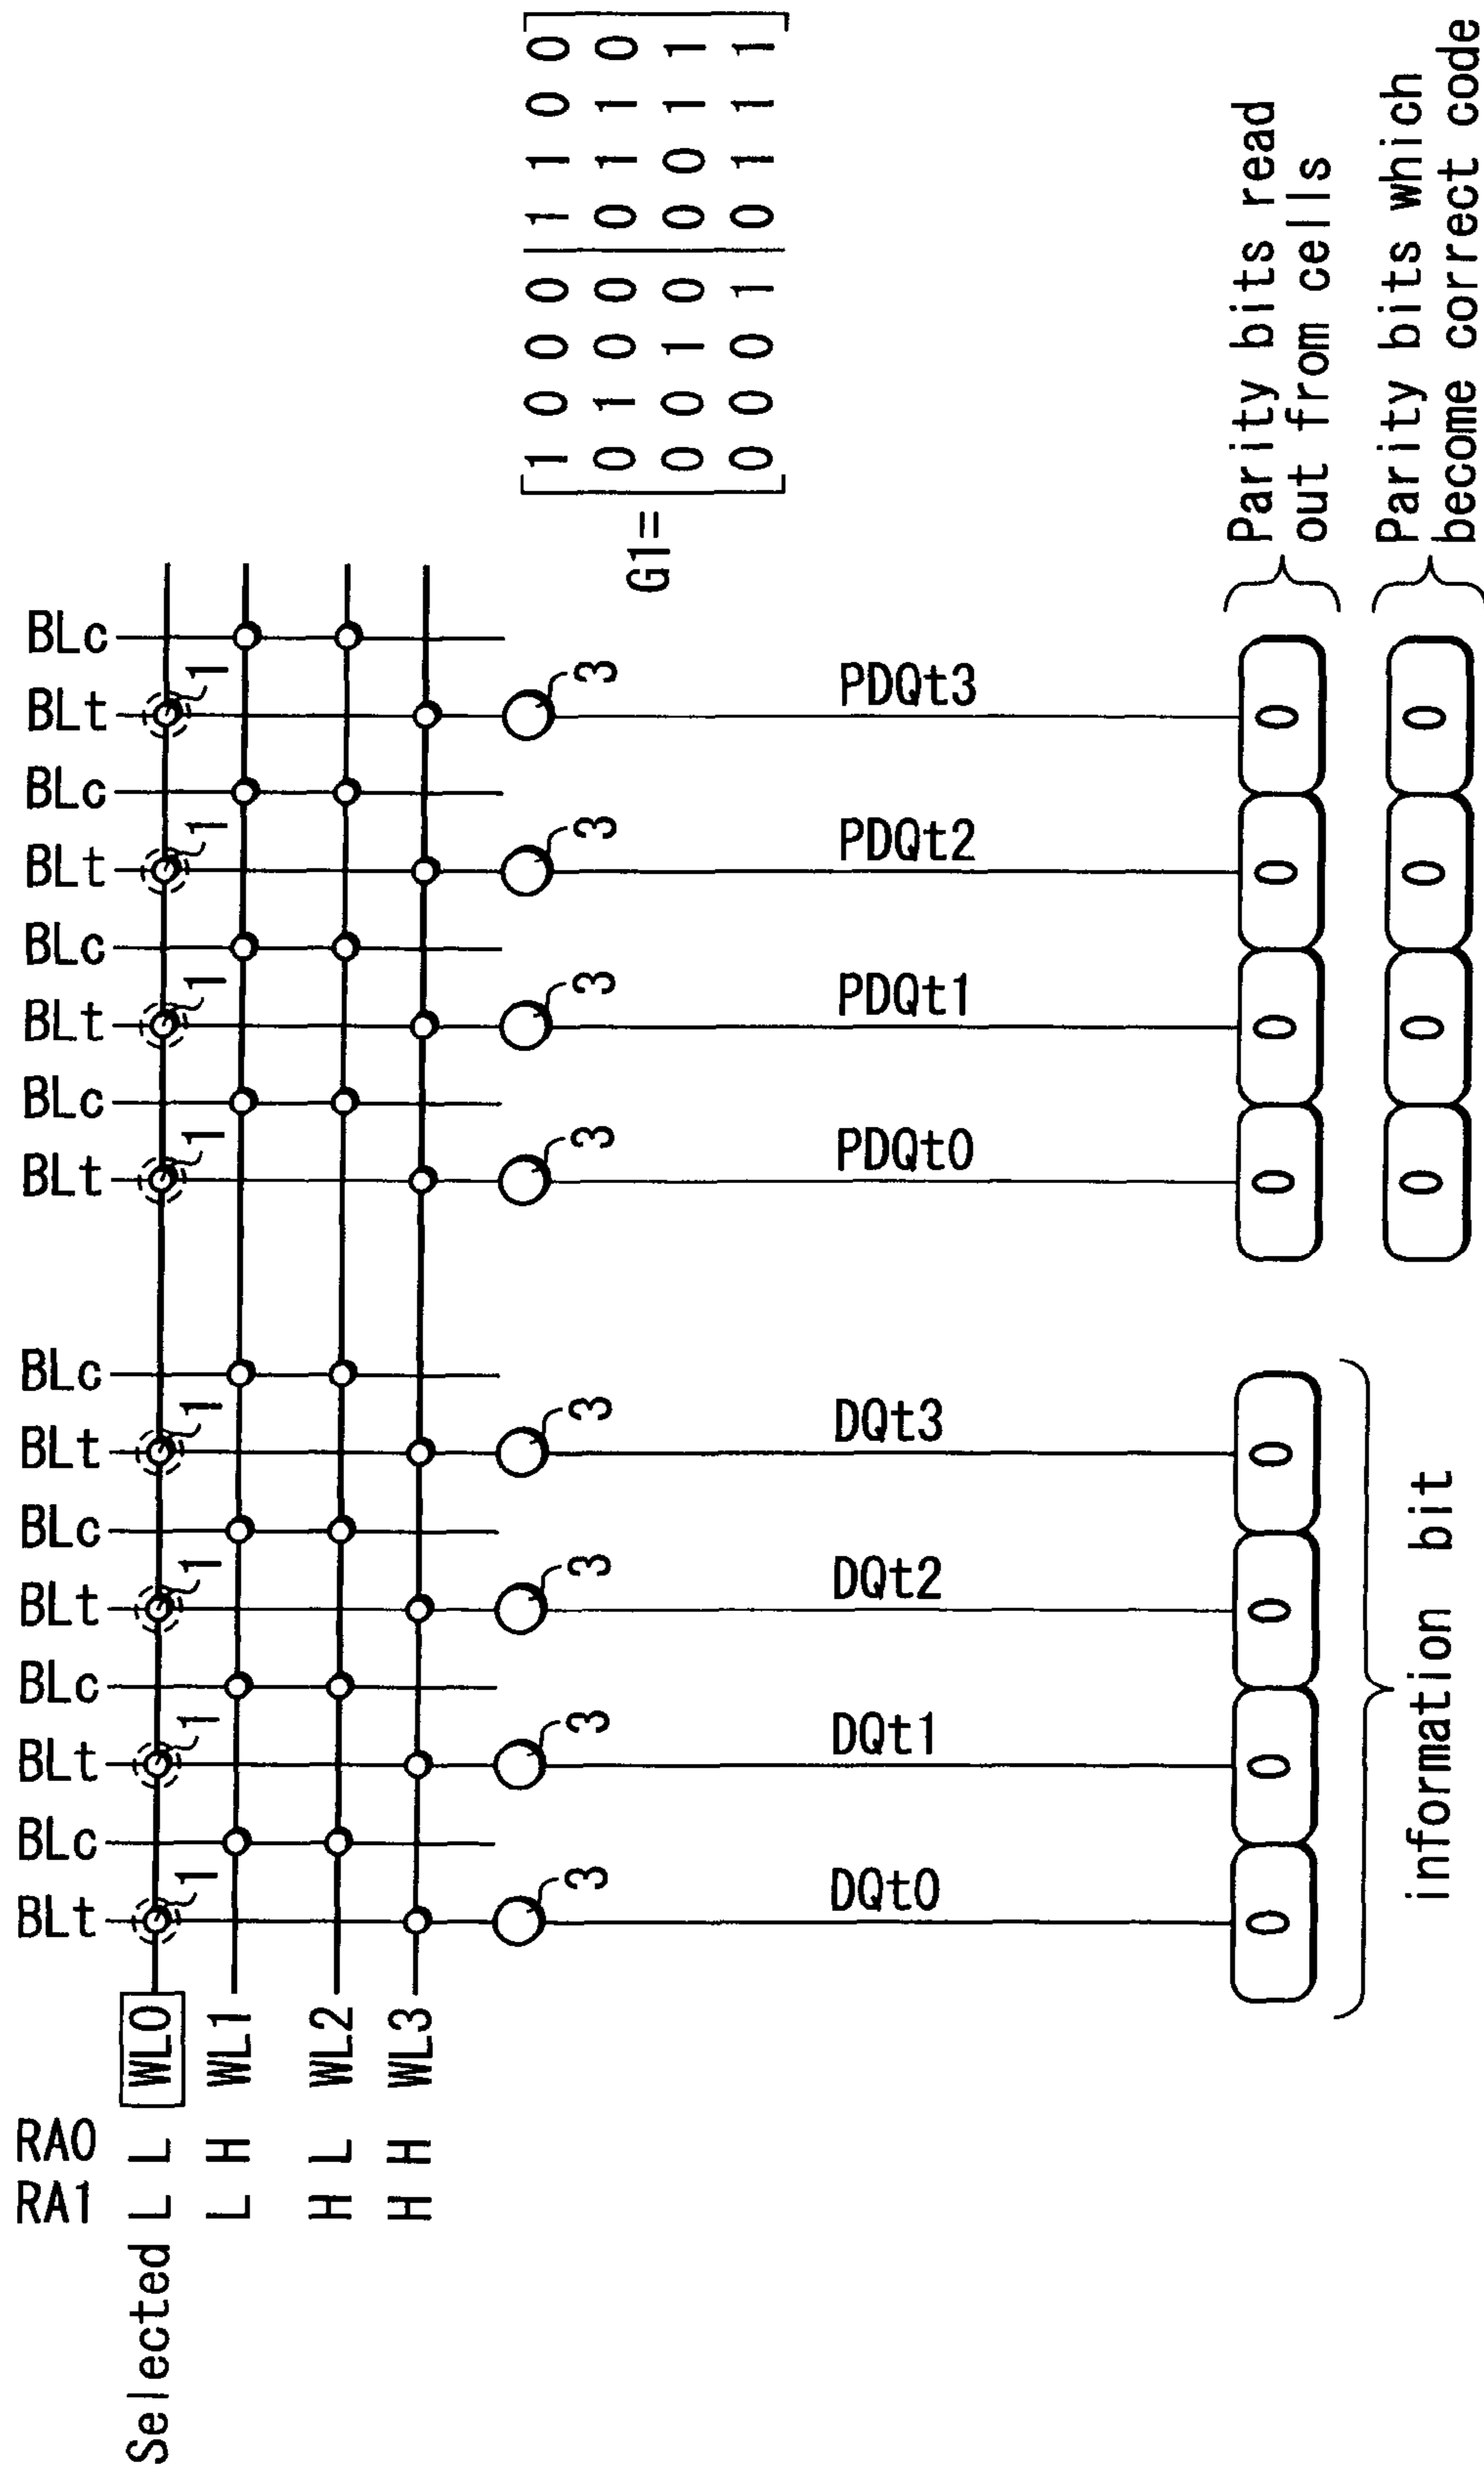 BLt BLc BLt BLc BLt BLc BLt BLc BLt BLc BLt BLc BLt BLc BLt BLc
RA1 RA0
Selected L L WL0
L H WL1
H L WL2
H H WL3
1 1 1 1 1 1 1 1
3 3 3 3 3 3 3 3
DQt0 DQt1 DQt2 DQt3 PDQt0 PDQt1 PDQt2 PDQt3
G1=
1 0 0 0 1 1 0 0
0 1 0 0 0 1 1 0
0 0 1 0 0 0 1 1
0 0 0 1 0 1 1 1
0 0 0 0 0 0 0 0
Parity bits read
out from cells
information bit
0 0 0 0
Parity bits which
become correct code